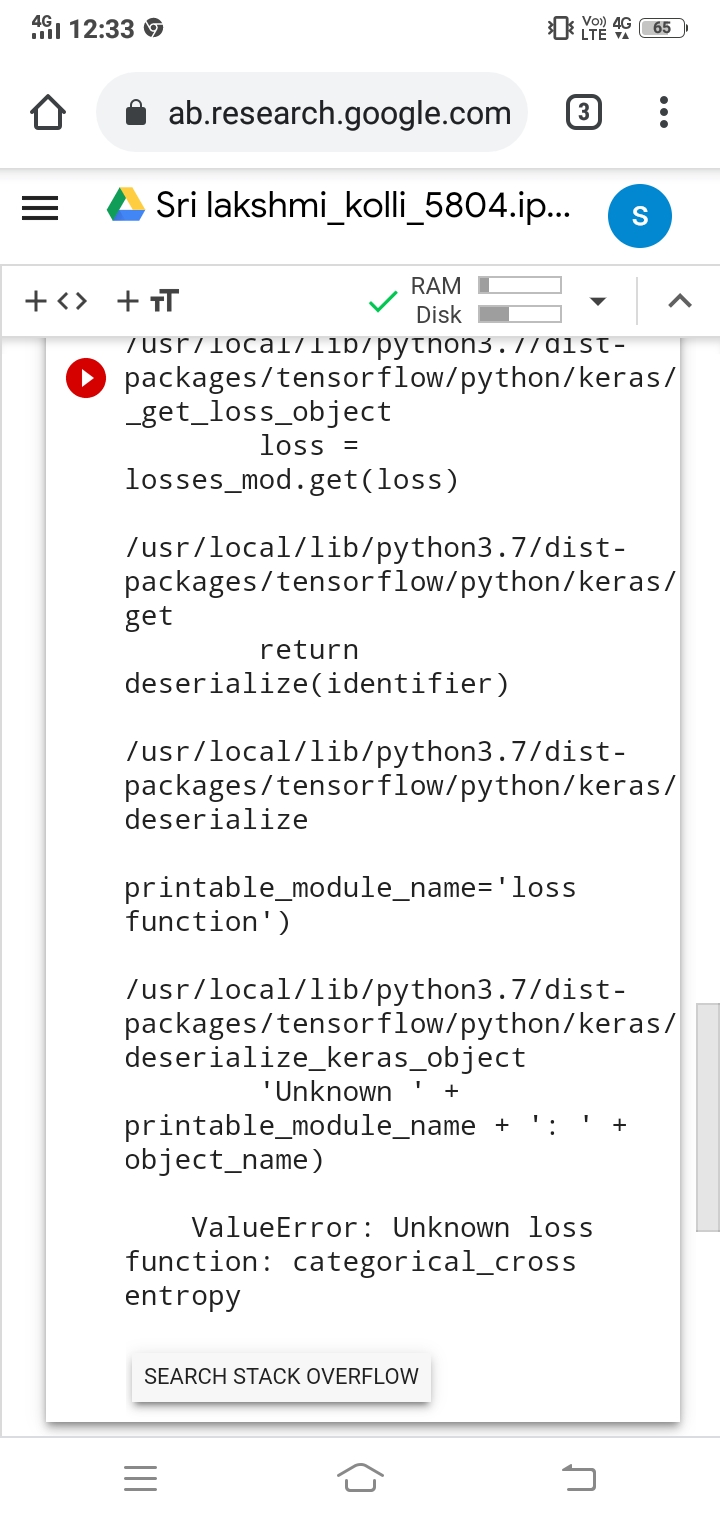 4G 12:33 Vo)) LTE 4G 65
ab.research.google.com 3
Sri lakshmi_kolli_5804.ip... S
+ <> + TT RAM
Disk
/usr/local/lib/python3.7/dist-
packages/tensorflow/python/keras/
_get_loss_object
loss =
losses_mod.get(loss)
/usr/local/lib/python3.7/dist-
packages/tensorflow/python/keras/
get
return
deserialize(identifier)
/usr/local/lib/python3.7/dist-
packages/tensorflow/python/keras/
deserialize
printable_module_name='loss
function')
/usr/local/lib/python3.7/dist-
packages/tensorflow/python/keras/
deserialize_keras_object
'Unknown ' +
printable_module_name + ': ' +
object_name)
ValueError: Unknown loss
function: categorical_cross
entropy
SEARCH STACK OVERFLOW